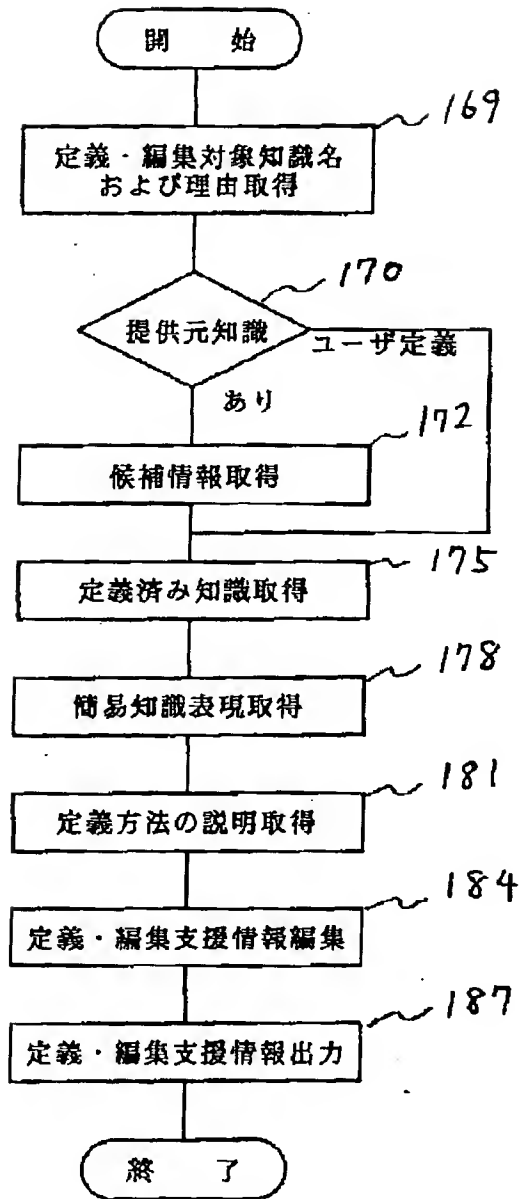 開 始
169
定義・編集対象知識名
および理由取得
170
提供元知識
ユーザ定義
あり
172
候補情報取得
175
定義済み知識取得
178
簡易知識表現取得
181
定義方法の説明取得
184
定義・編集支援情報編集
187
定義・編集支援情報出力
終 了